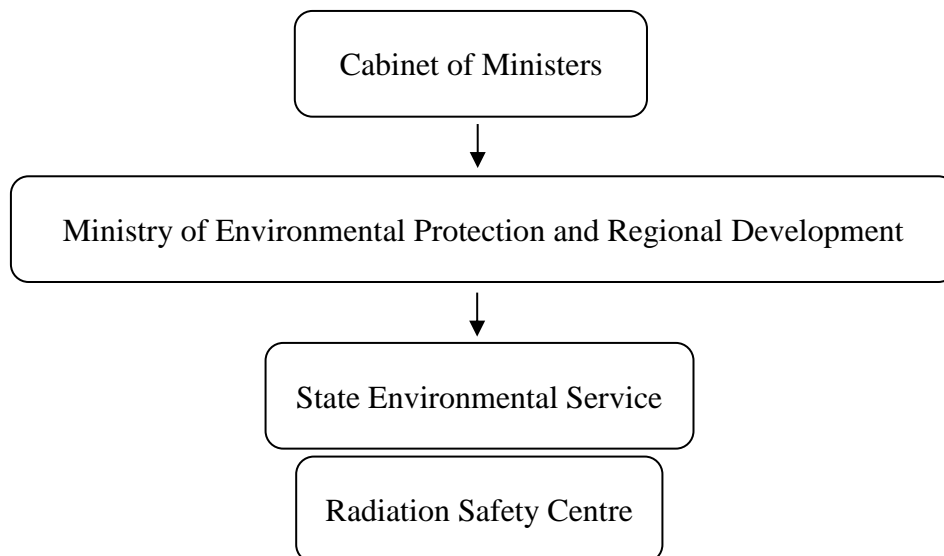 Cabinet of Ministers
Ministry of Environmental Protection and Regional Development
State Environmental Service
Radiation Safety Centre